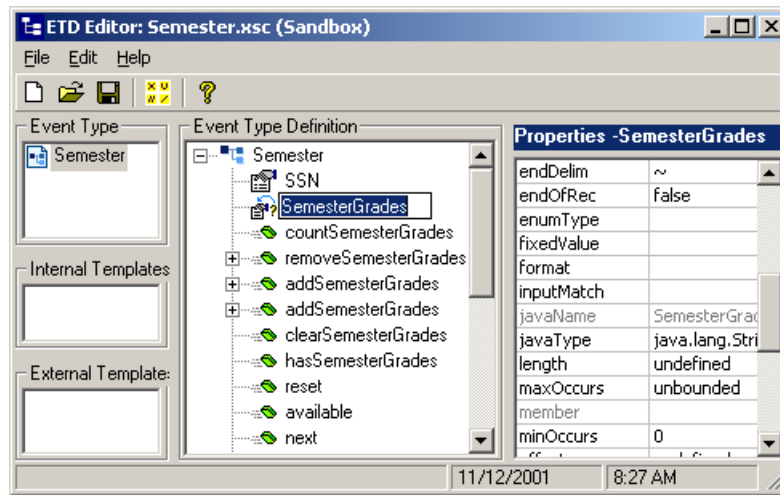 ETD Editor: Semester.xsc (Sandbox)
File Edit Help
Event Type
Semester
Internal Templates
External Template:
Event Type Definition
Semester
SSN
SemesterGrades
countSemesterGrades
removeSemesterGrades
addSemesterGrades
addSemesterGrades
clearSemesterGrades
hasSemesterGrades
reset
available
next
Properties -SemesterGrades
endDelim ~
endOfRec false
enumType
fixedValue
format
inputMatch
javaName SemesterGrad
javaType java.lang.Stri
length undefined
maxOccurs unbounded
member
minOccurs 0
11/12/2001 8:27 AM